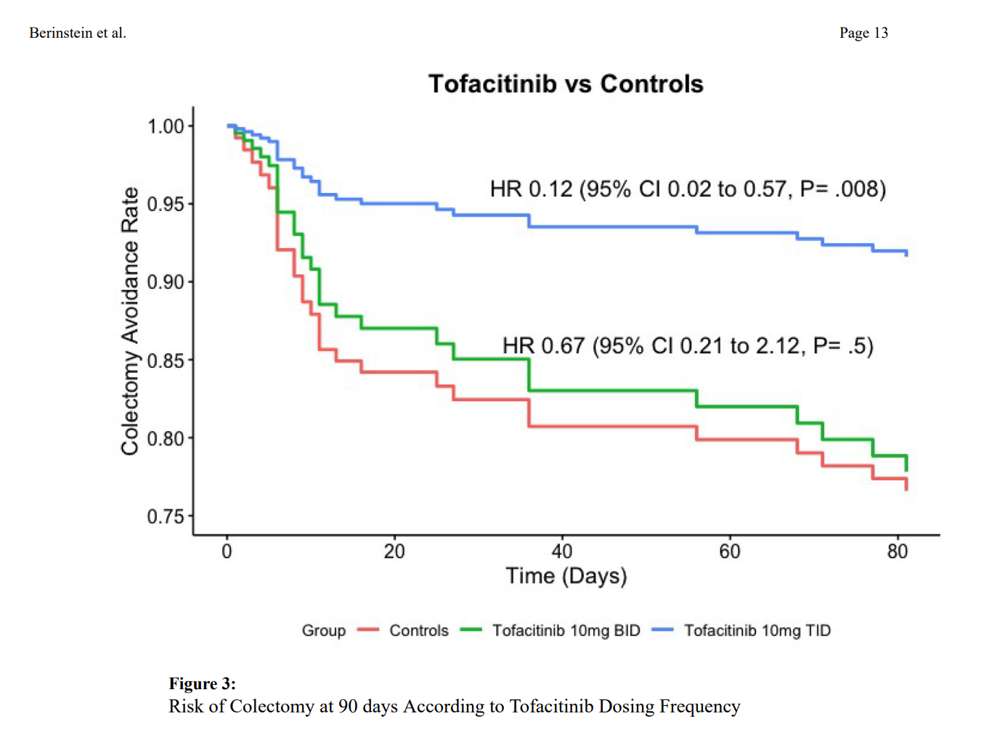 Berinstein et al.
Page 13
Tofacitinib vs Controls
1.00
0.95
0.90
0.85
0.80
0.75
Colectomy Avoidance Rate
HR 0.12 (95% CI 0.02 to 0.57, P= .008)
HR 0.67 (95% CI 0.21 to 2.12, P= .5)
0 20 40 60 80
Time (Days)
Group Controls Tofacitinib 10mg BID Tofacitinib 10mg TID
Figure 3:
Risk of Colectomy at 90 days According to Tofacitinib Dosing Frequency